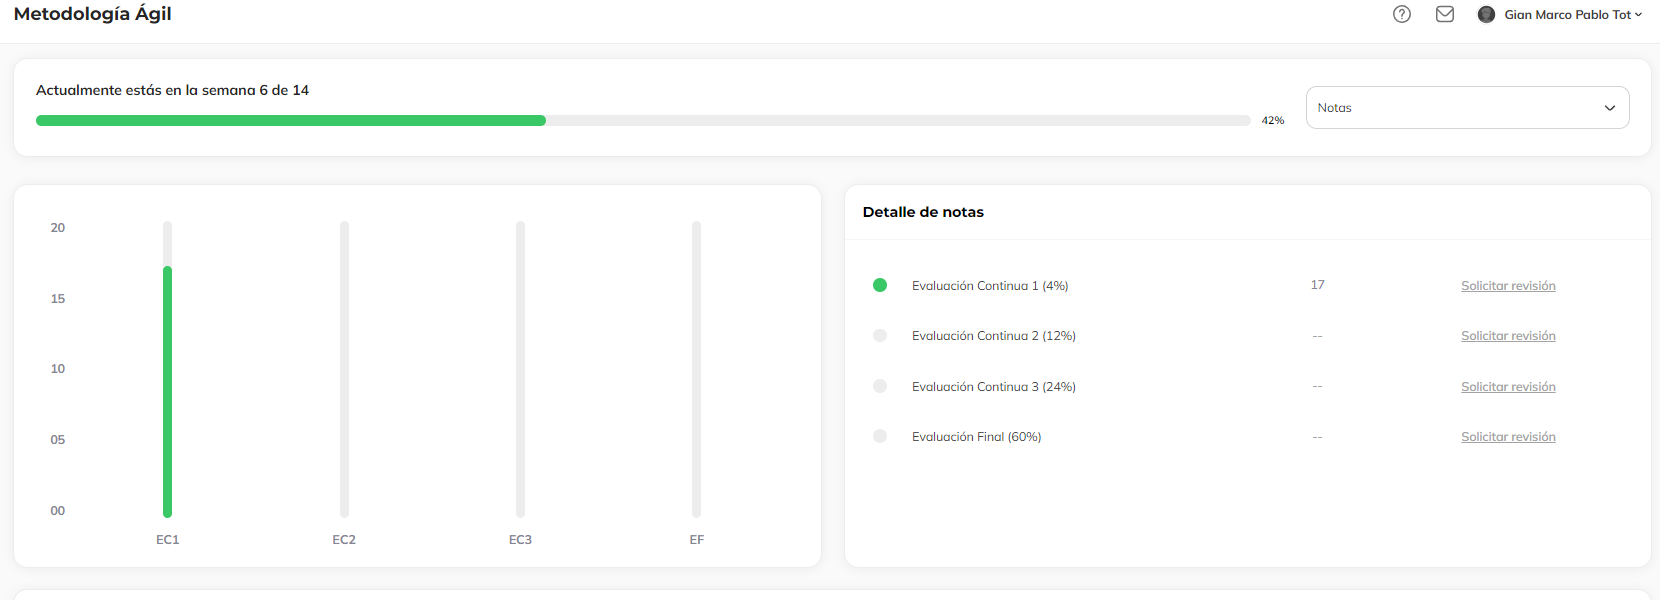 Metodología Ágil
Gian Marco Pablo Tot
Actualmente estás en la semana 6 de 14
42%
Notas
20
15
10
05
00
EC1 EC2 EC3 EF
Detalle de notas
Evaluación Continua 1 (4%) 17 Solicitar revisión
Evaluación Continua 2 (12%) -- Solicitar revisión
Evaluación Continua 3 (24%) -- Solicitar revisión
Evaluación Final (60%) -- Solicitar revisión